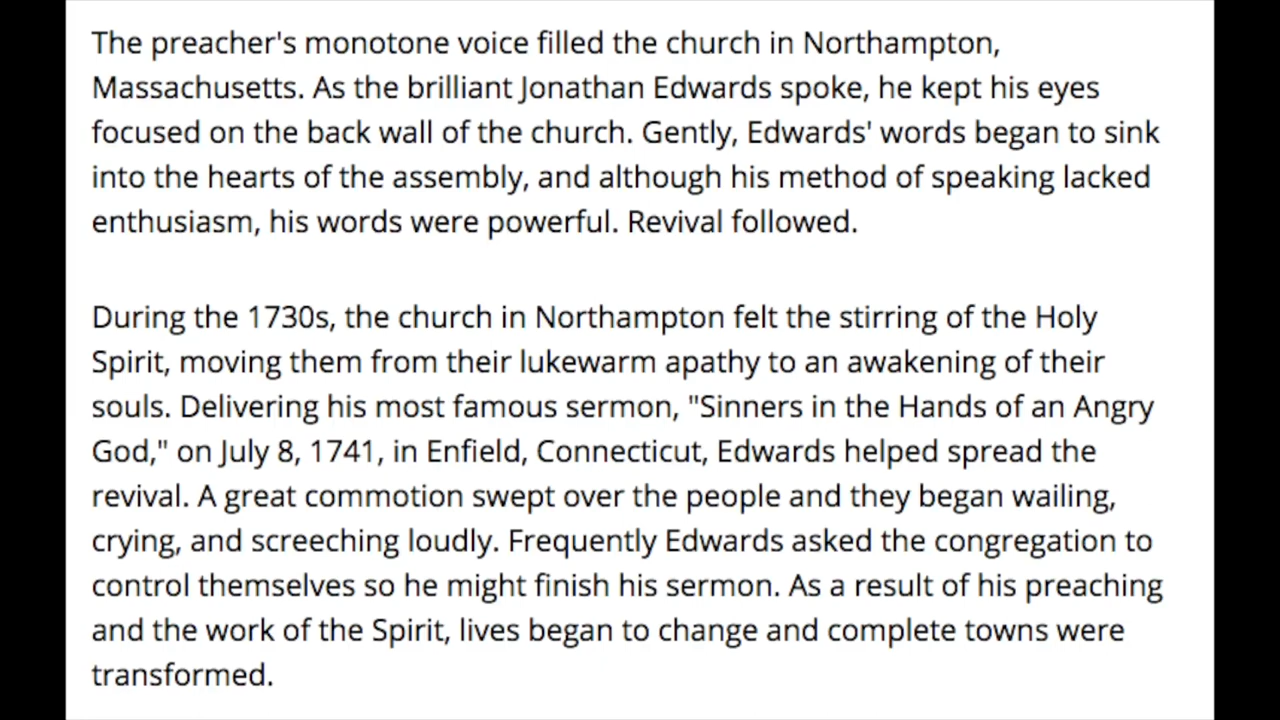 The preacher's monotone voice filled the church in Northampton,
Massachusetts. As the brilliant Jonathan Edwards spoke, he kept his eyes
focused on the back wall of the church. Gently, Edwards' words began to sink
into the hearts of the assembly, and although his method of speaking lacked
enthusiasm, his words were powerful. Revival followed.
During the 1730s, the church in Northampton felt the stirring of the Holy
Spirit, moving them from their lukewarm apathy to an awakening of their
souls. Delivering his most famous sermon, "Sinners in the Hands of an Angry
God," on July 8, 1741, in Enfield, Connecticut, Edwards helped spread the
revival. A great commotion swept over the people and they began wailing,
crying, and screeching loudly. Frequently Edwards asked the congregation to
control themselves so he might finish his sermon. As a result of his preaching
and the work of the Spirit, lives began to change and complete towns were
transformed.